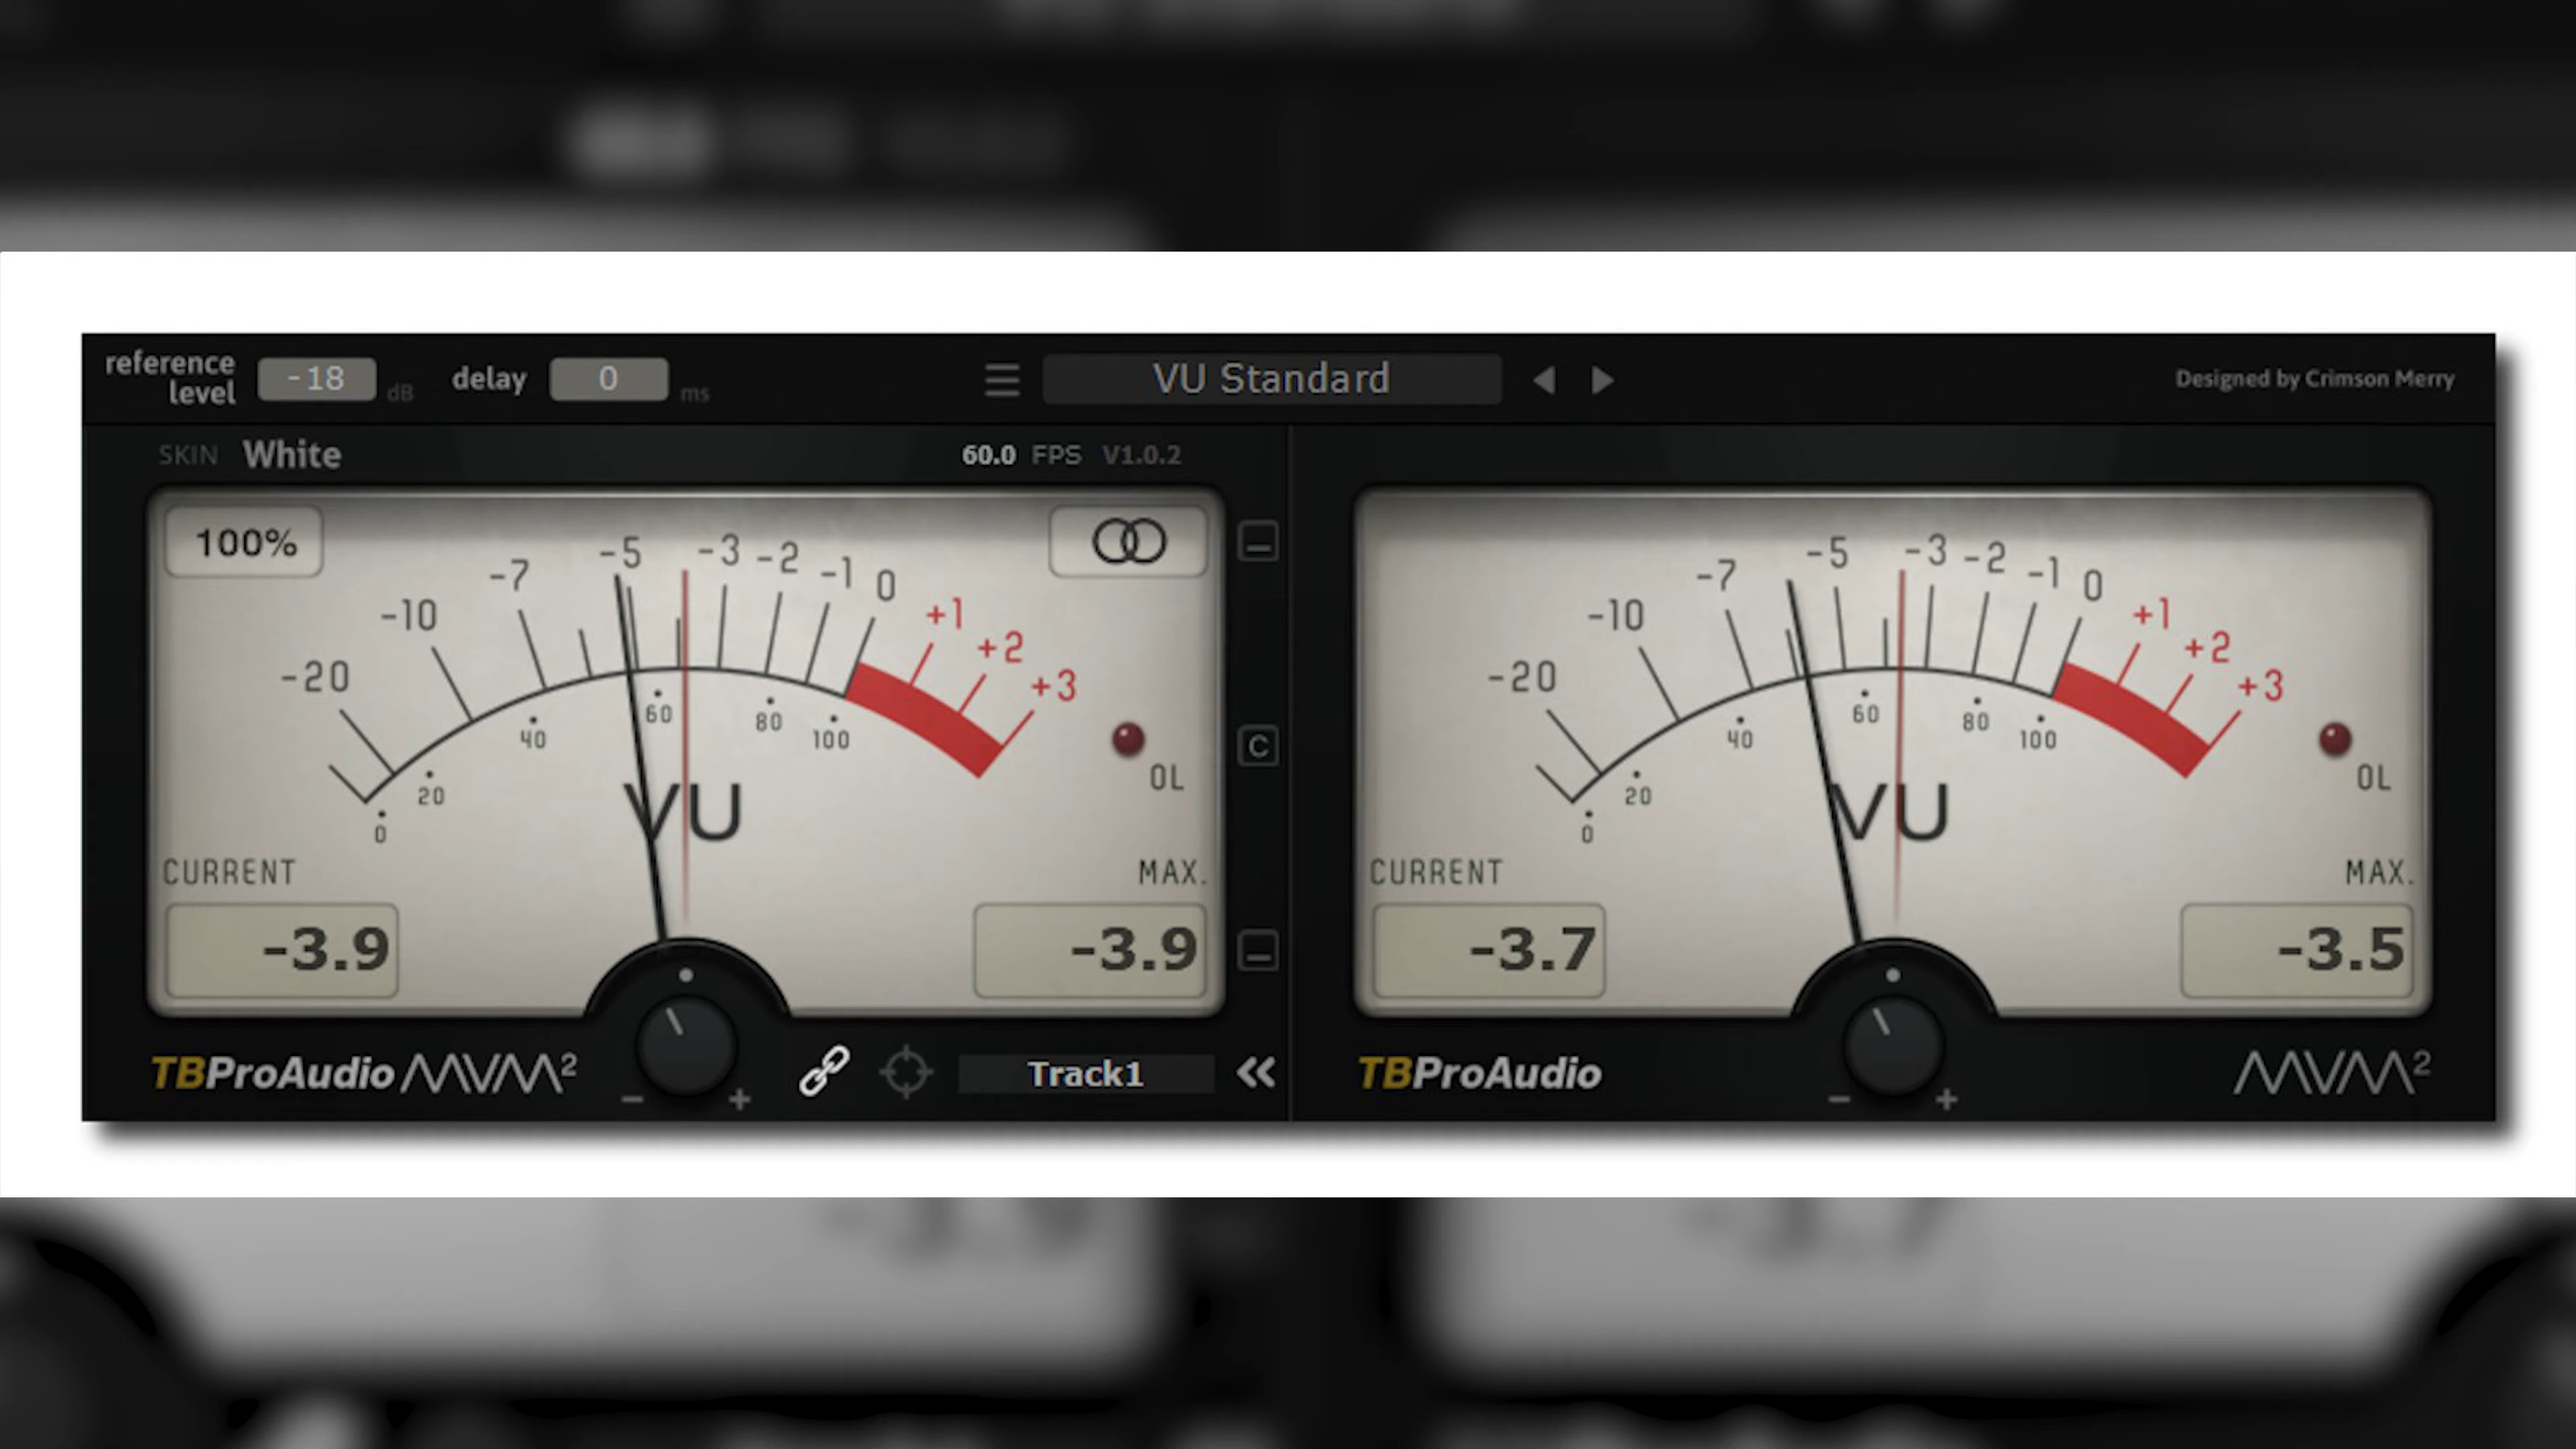 reference
level
-18
dB
delay
0
ms
VU Standard
Designed by Crimson Merry
SKIN White
60.0 FPS V1.0.2
100%
-20 -10 -7 -5 -3 -2 -1 0 +1 +2 +3
0 20 40 60 80 100
VU
OL
CURRENT
-3.9
MAX.
-3.9
C
-20 -10 -7 -5 -3 -2 -1 0 +1 +2 +3
0 20 40 60 80 100
VU
OL
CURRENT
-3.7
MAX.
-3.5
TBProAudio MVM²
- +
Track1
TBProAudio
- +
MVM²